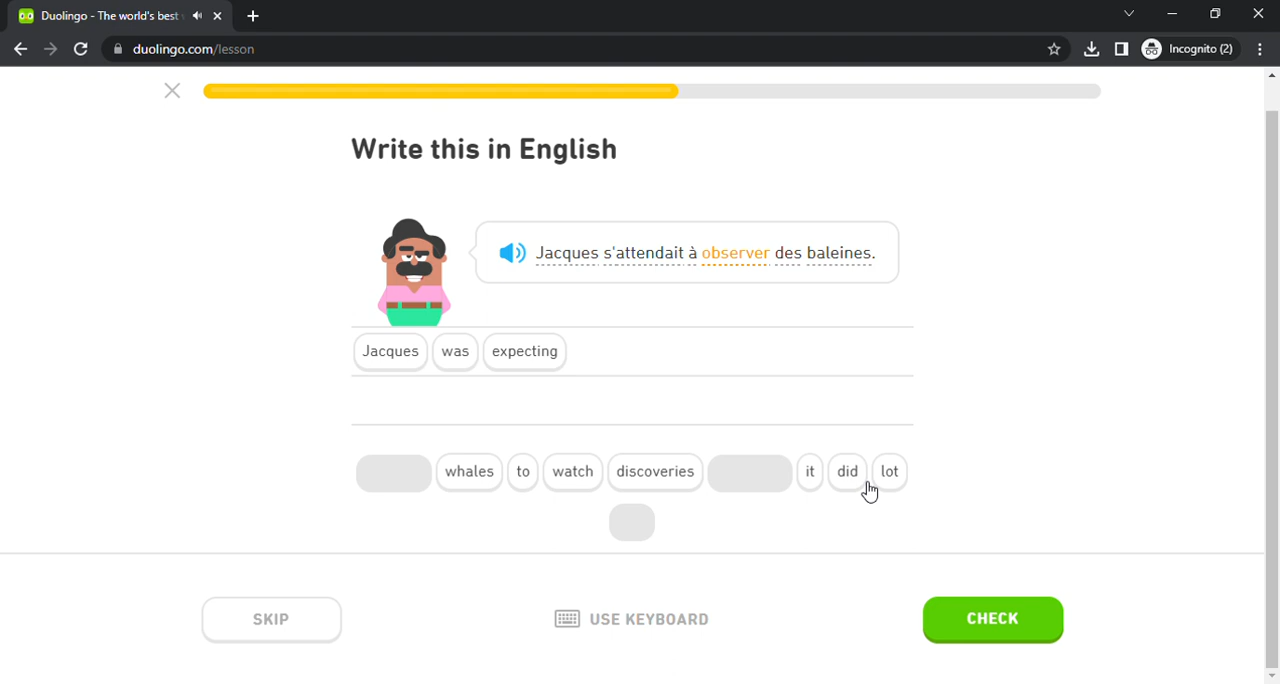 Duolingo - The world's best
duolingo.com/lesson
Incognito (2)
Write this in English
Jacques s'attendait à observer des baleines.
Jacques was expecting
whales to watch discoveries it did lot
SKIP
USE KEYBOARD
CHECK